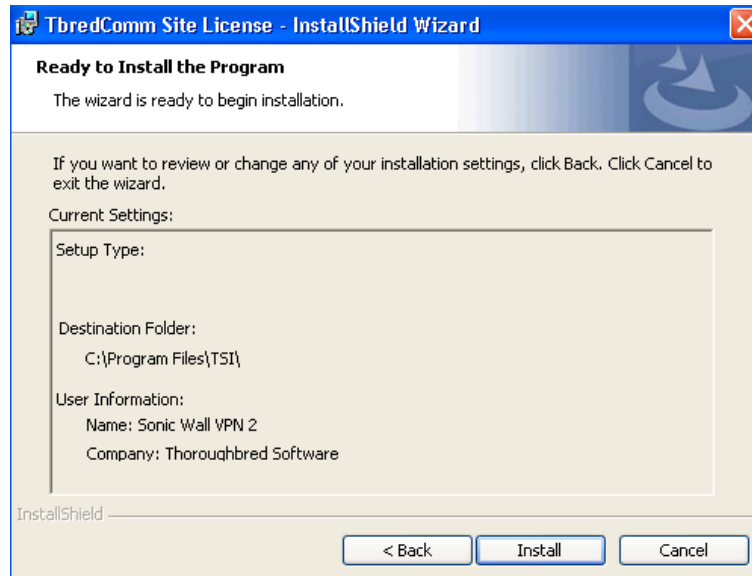 TbredComm Site License - InstallShield Wizard
Ready to Install the Program
The wizard is ready to begin installation.
If you want to review or change any of your installation settings, click Back. Click Cancel to
exit the wizard.
Current Settings:
Setup Type:
Destination Folder:
C:\Program Files\TSI\
User Information:
Name: Sonic Wall VPN 2
Company: Thoroughbred Software
InstallShield
< Back
Install
Cancel